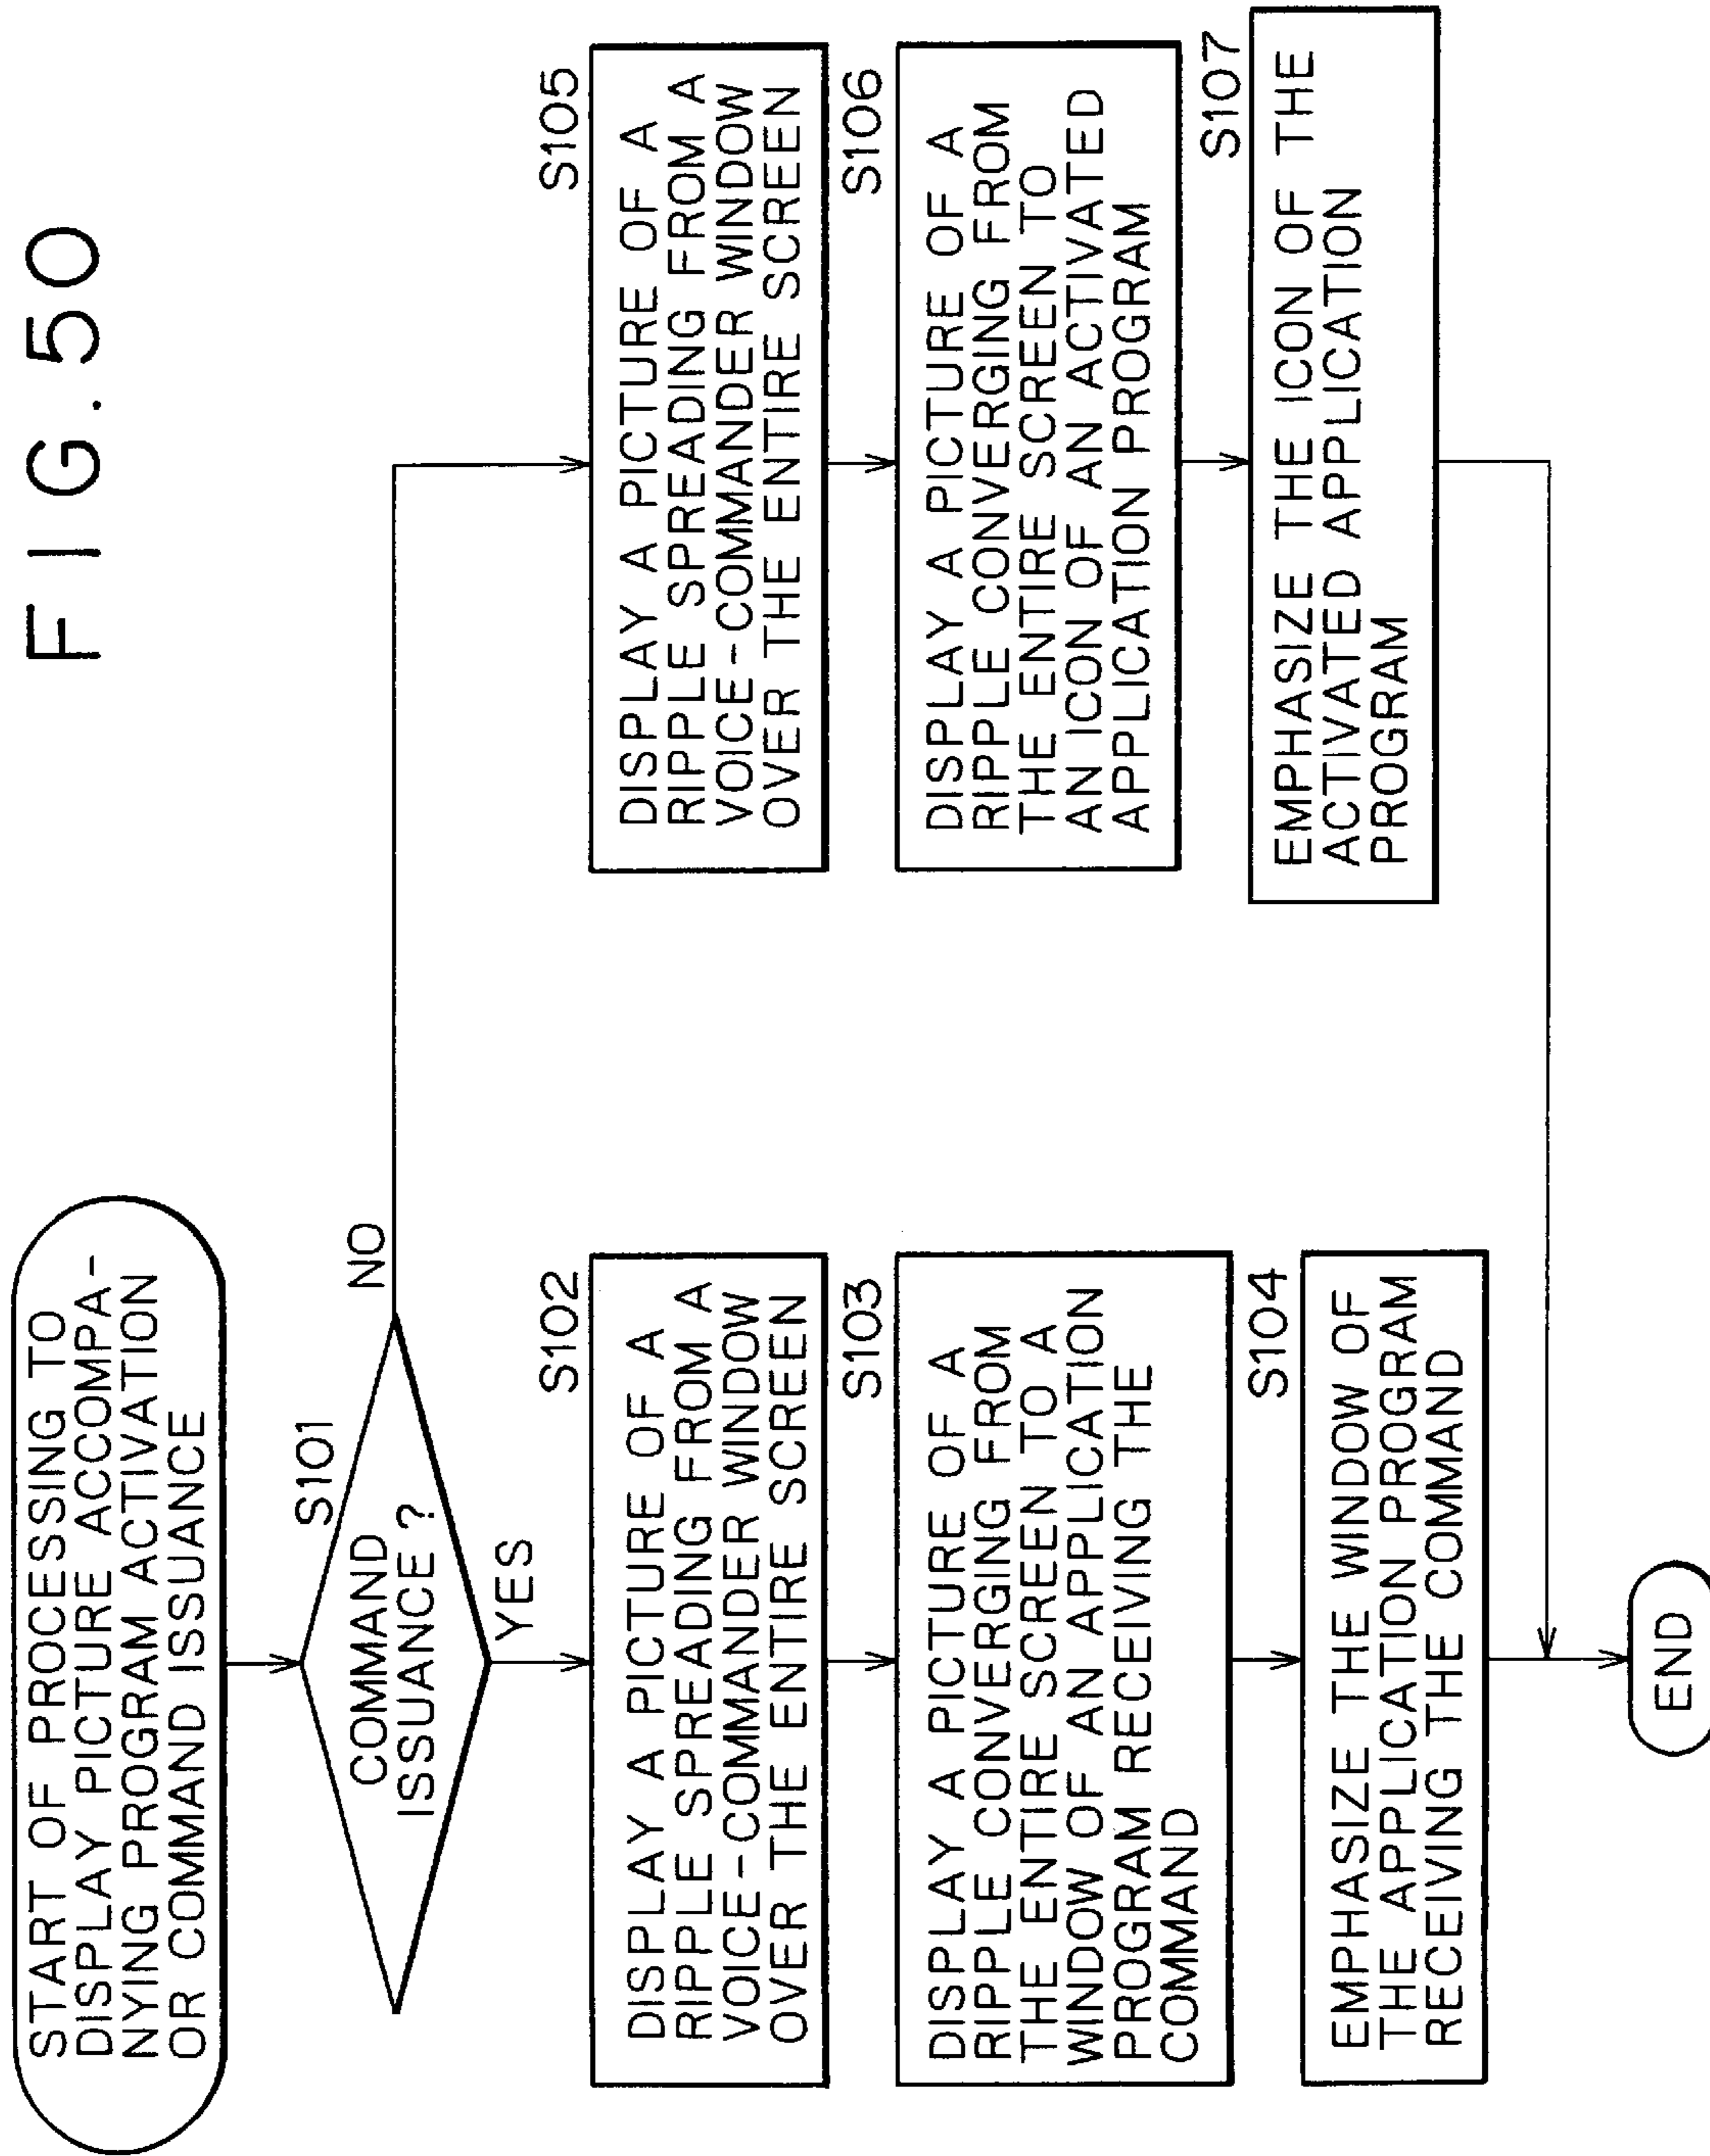 FIG.50
START OF PROCESSING TO
DISPLAY PICTURE ACCOMPA-
NYING PROGRAM ACTIVATION
OR COMMAND ISSUANCE
S101
COMMAND
ISSUANCE?
NO
YES
S102
DISPLAY A PICTURE OF A
RIPPLE SPREADING FROM A
VOICE-COMMANDER WINDOW
OVER THE ENTIRE SCREEN
S103
DISPLAY A PICTURE OF A
RIPPLE CONVERGING FROM
THE ENTIRE SCREEN TO A
WINDOW OF AN APPLICATION
PROGRAM RECEIVING THE
COMMAND
S104
EMPHASIZE THE WINDOW OF
THE APPLICATION PROGRAM
RECEIVING THE COMMAND
S105
DISPLAY A PICTURE OF A
RIPPLE SPREADING FROM A
VOICE-COMMANDER WINDOW
OVER THE ENTIRE SCREEN
S106
DISPLAY A PICTURE OF A
RIPPLE CONVERGING FROM
THE ENTIRE SCREEN TO
AN ICON OF AN ACTIVATED
APPLICATION PROGRAM
S107
EMPHASIZE THE ICON OF THE
ACTIVATED APPLICATION
PROGRAM
END